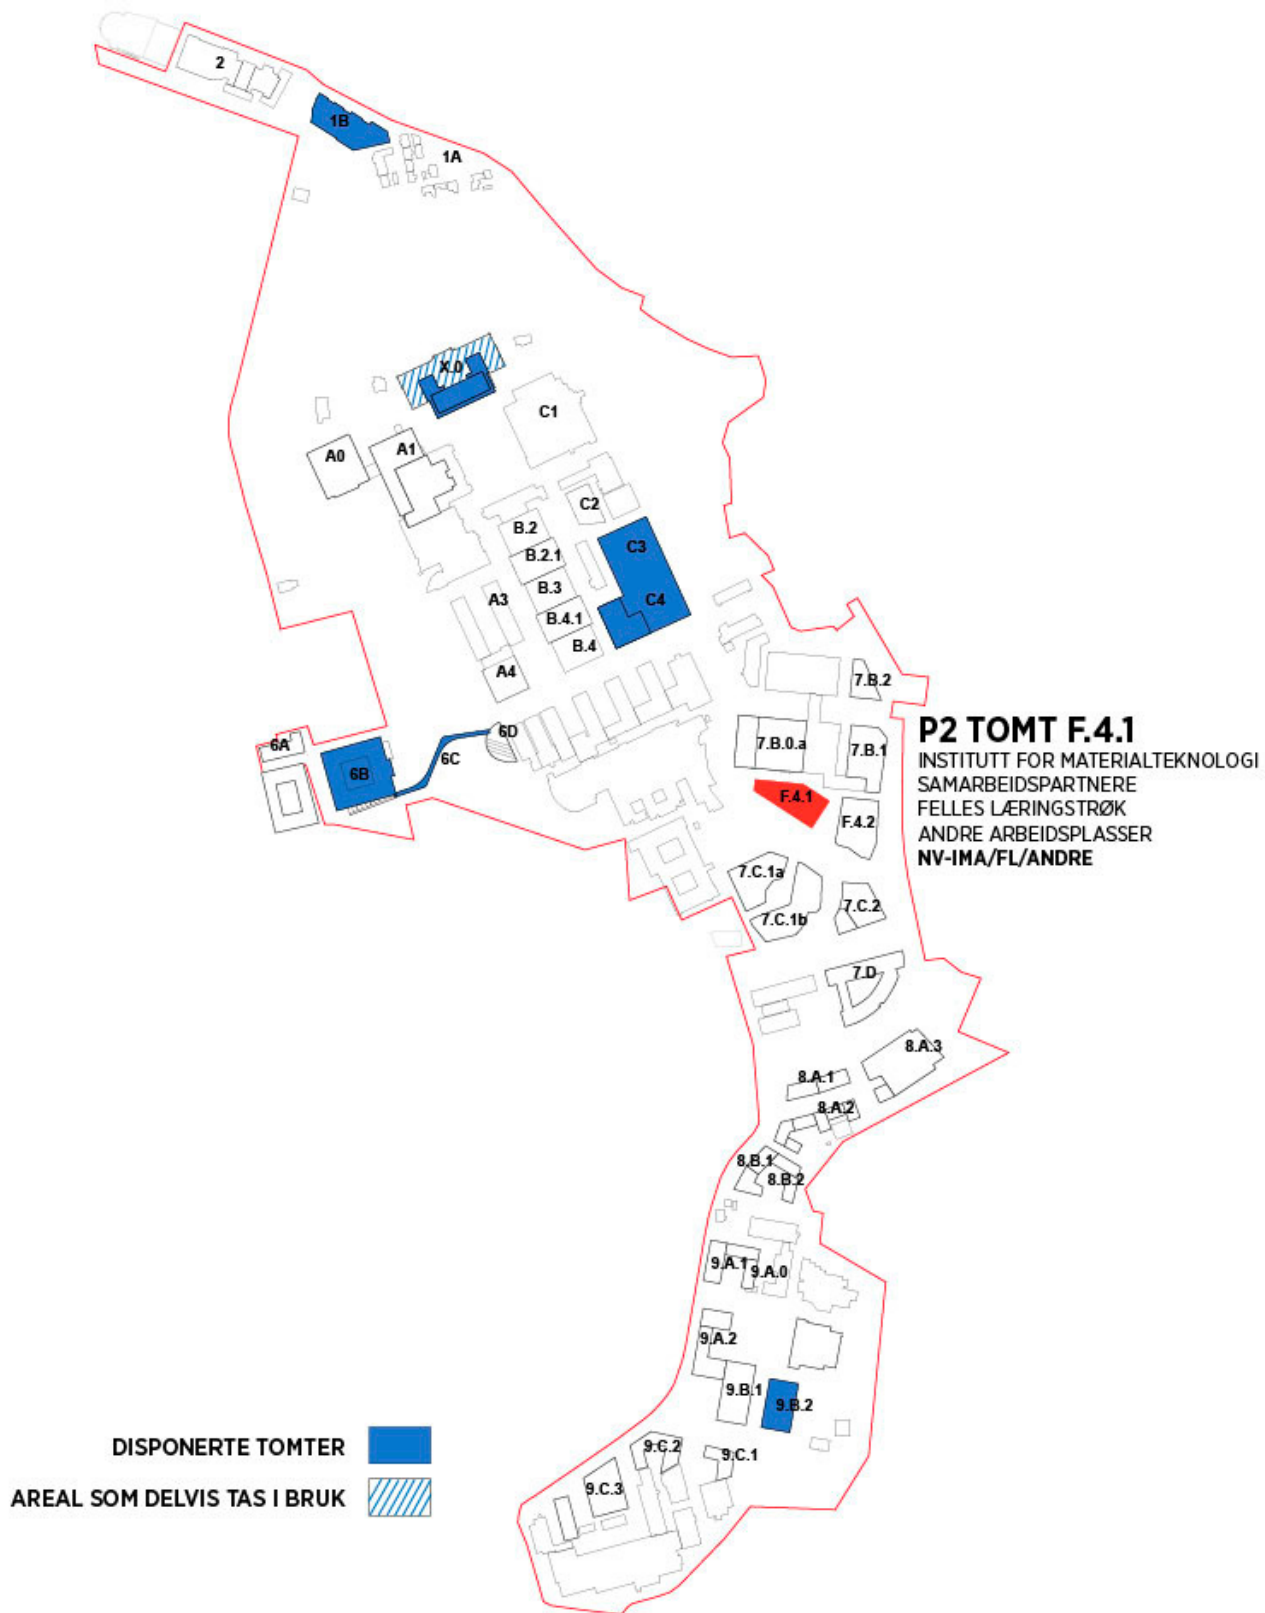 2
1B
1A
X.0
C1
A0
A1
C2
B.2
C3
B.2.1
B.3
A3
C4
B.4.1
B.4
A4
7.B.2
6D
6A
7.B.0.a
7.B.1
6C
6B
P2 TOMT F.4.1
INSTITUTT FOR MATERIALTEKNOLOGI
SAMARBEIDSPARTNERE
FELLES LÆRINGSTRØK
ANDRE ARBEIDSPLASSER
NV-IMA/FL/ANDRE
F.4.1
F.4.2
7.C.1a
7.C.2
7.C.1b
7.D
8.A.3
8.A.1
8.A.2
8.B.1
8.B.2
9.A.1
9.A.0
9.A.2
9.B.1
9.B.2
9.C.2
9.C.1
9.C.3
DISPONERTE TOMTER
AREAL SOM DELVIS TAS I BRUK